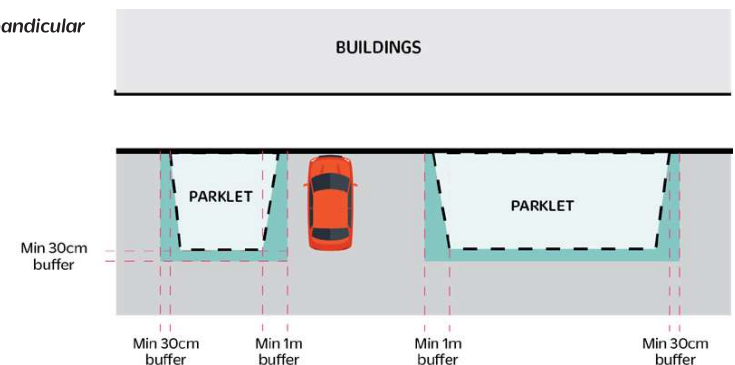 andicular
BUILDINGS
PARKLET
PARKLET
Min 30cm
buffer
Min 30cm
buffer
Min 1m
buffer
Min 1m
buffer
Min 30cm
buffer